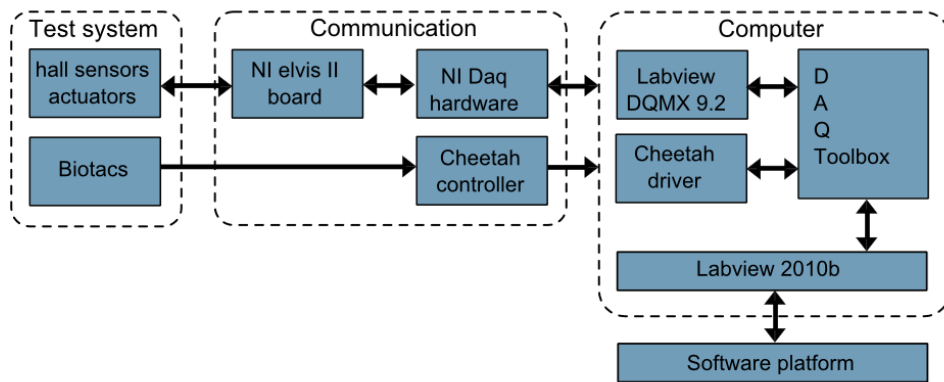 Test system
hall sensors
actuators
Biotacs
Communication
NI elvis II
board
NI Daq
hardware
Cheetah
controller
Computer
Labview
DQMX 9.2
Cheetah
driver
D
A
Q
Toolbox
Labview 2010b
Software platform